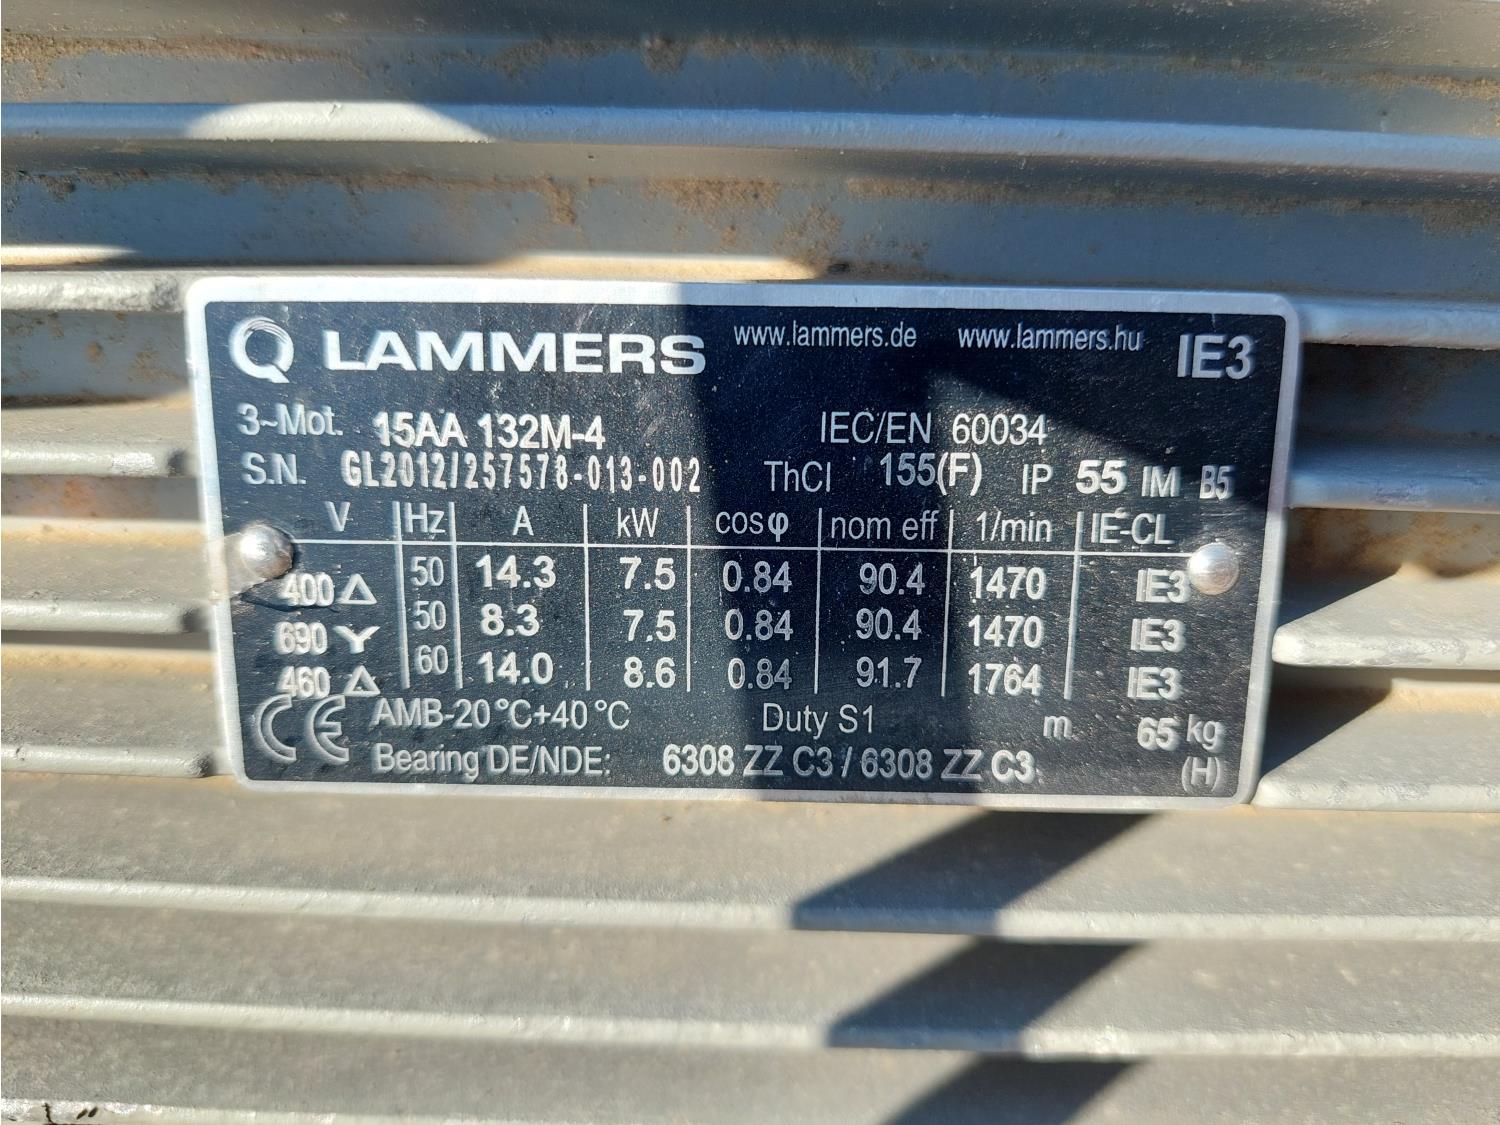 LAMMERS www.lammers.de www.lammers.hu IE3
3~Mot. 15AA 132M-4 IEC/EN 60034
S.N. GL2012/257578-013-002 ThCl 155(F) IP 55 IM B5
V Hz A kW cosφ nom eff 1/min IE-CL
400 Δ 50 14.3 7.5 0.84 90.4 1470 IE3
690 Y 50 8.3 7.5 0.84 90.4 1470 IE3
460 Δ 60 14.0 8.6 0.84 91.7 1764 IE3
CE AMB-20°C+40°C Duty S1 m 65 kg
Bearing DE/NDE: 6308 ZZ C3 / 6308 ZZ C3 (H)